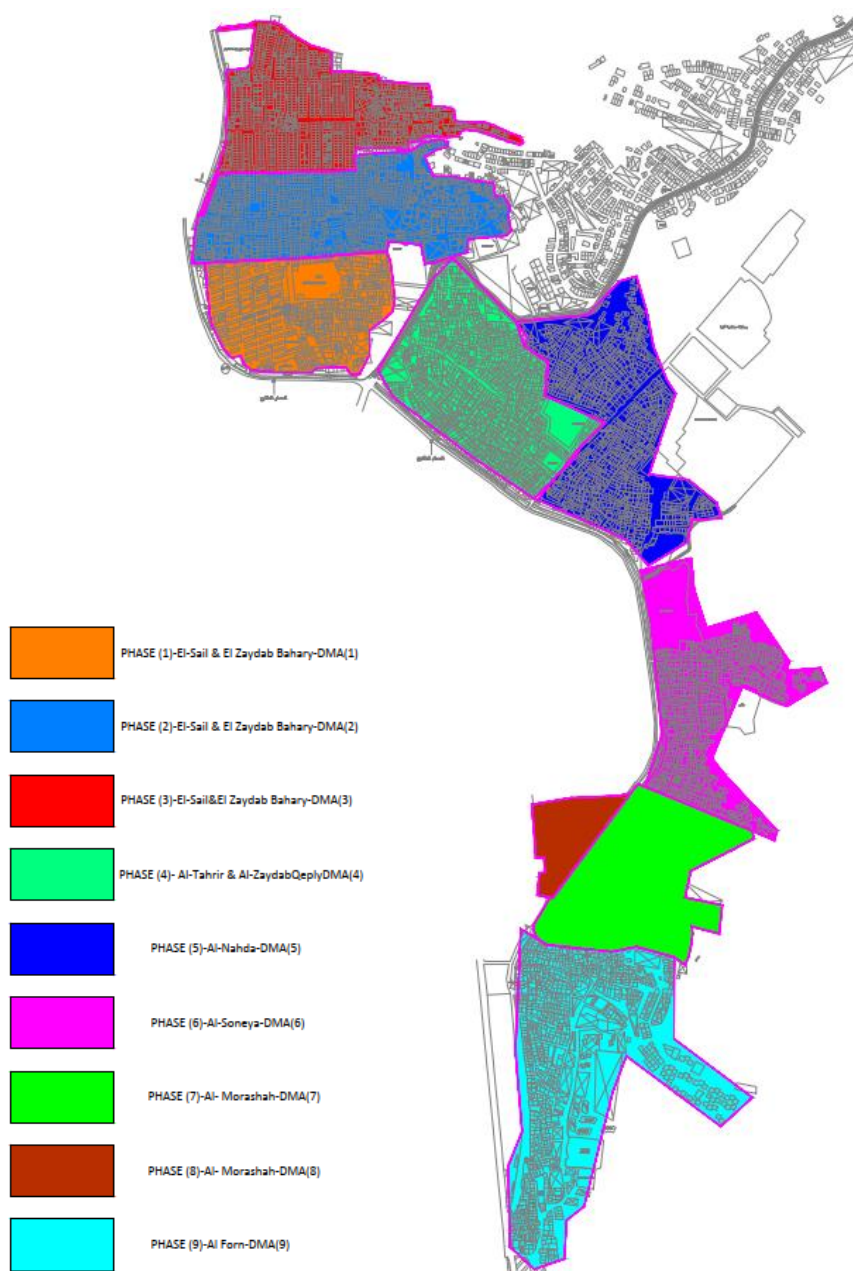 PHASE (1)-El-Sail & El Zaydab Bahary-DMA(1)
PHASE (2)-El-Sail & El Zaydab Bahary-DMA(2)
PHASE (3)-El-Sail&El Zaydab Bahary-DMA(3)
PHASE (4)- Al-Tahrir & Al-ZaydabQeplyDMA(4)
PHASE (5)-Al-Nahda-DMA(5)
PHASE (6)-Al-Soneya-DMA(6)
PHASE (7)-Al- Morashah-DMA(7)
PHASE (8)-Al- Morashah-DMA(8)
PHASE (9)-Al Forn-DMA(9)